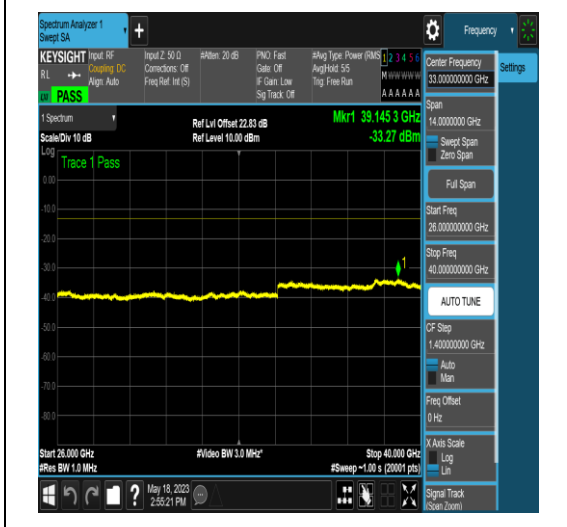 Spectrum Analyzer 1
Swept SA
+
Frequency
KEYSIGHT
RL
PASS
Input: RF
Coupling: DC
Align: Auto
Input Z: 50 Ω
Corrections: Off
Freq Ref: Int (S)
#Atten: 20 dB
PNO: Fast
Gate: Off
IF Gain: Low
Sig Track: Off
#Avg Type: Power (RMS)
Avg|Hold: 5/5
Trig: Free Run
1 2 3 4 5 6
M W W W W W
A A A A A A
1 Spectrum
Scale/Div 10 dB
Ref Lvl Offset 22.83 dB
Ref Level 10.00 dBm
Mkr1 39.145 3 GHz
-33.27 dBm
Log
Trace 1 Pass
0.00
-10.0
-20.0
-30.0
-40.0
-50.0
-60.0
-70.0
-80.0
1
Start 26.000 GHz
#Res BW 1.0 MHz
#Video BW 3.0 MHz*
Stop 40.000 GHz
#Sweep ~1.00 s (20001 pts)
?
May 18, 2023
2:55:21 PM
Center Frequency
33.000000000 GHz
Settings
Span
14.0000000 GHz
Swept Span
Zero Span
Full Span
Start Freq
26.000000000 GHz
Stop Freq
40.000000000 GHz
AUTO TUNE
CF Step
1.400000000 GHz
Auto
Man
Freq Offset
0 Hz
X Axis Scale
Log
Lin
Signal Track
(Span Zoom)